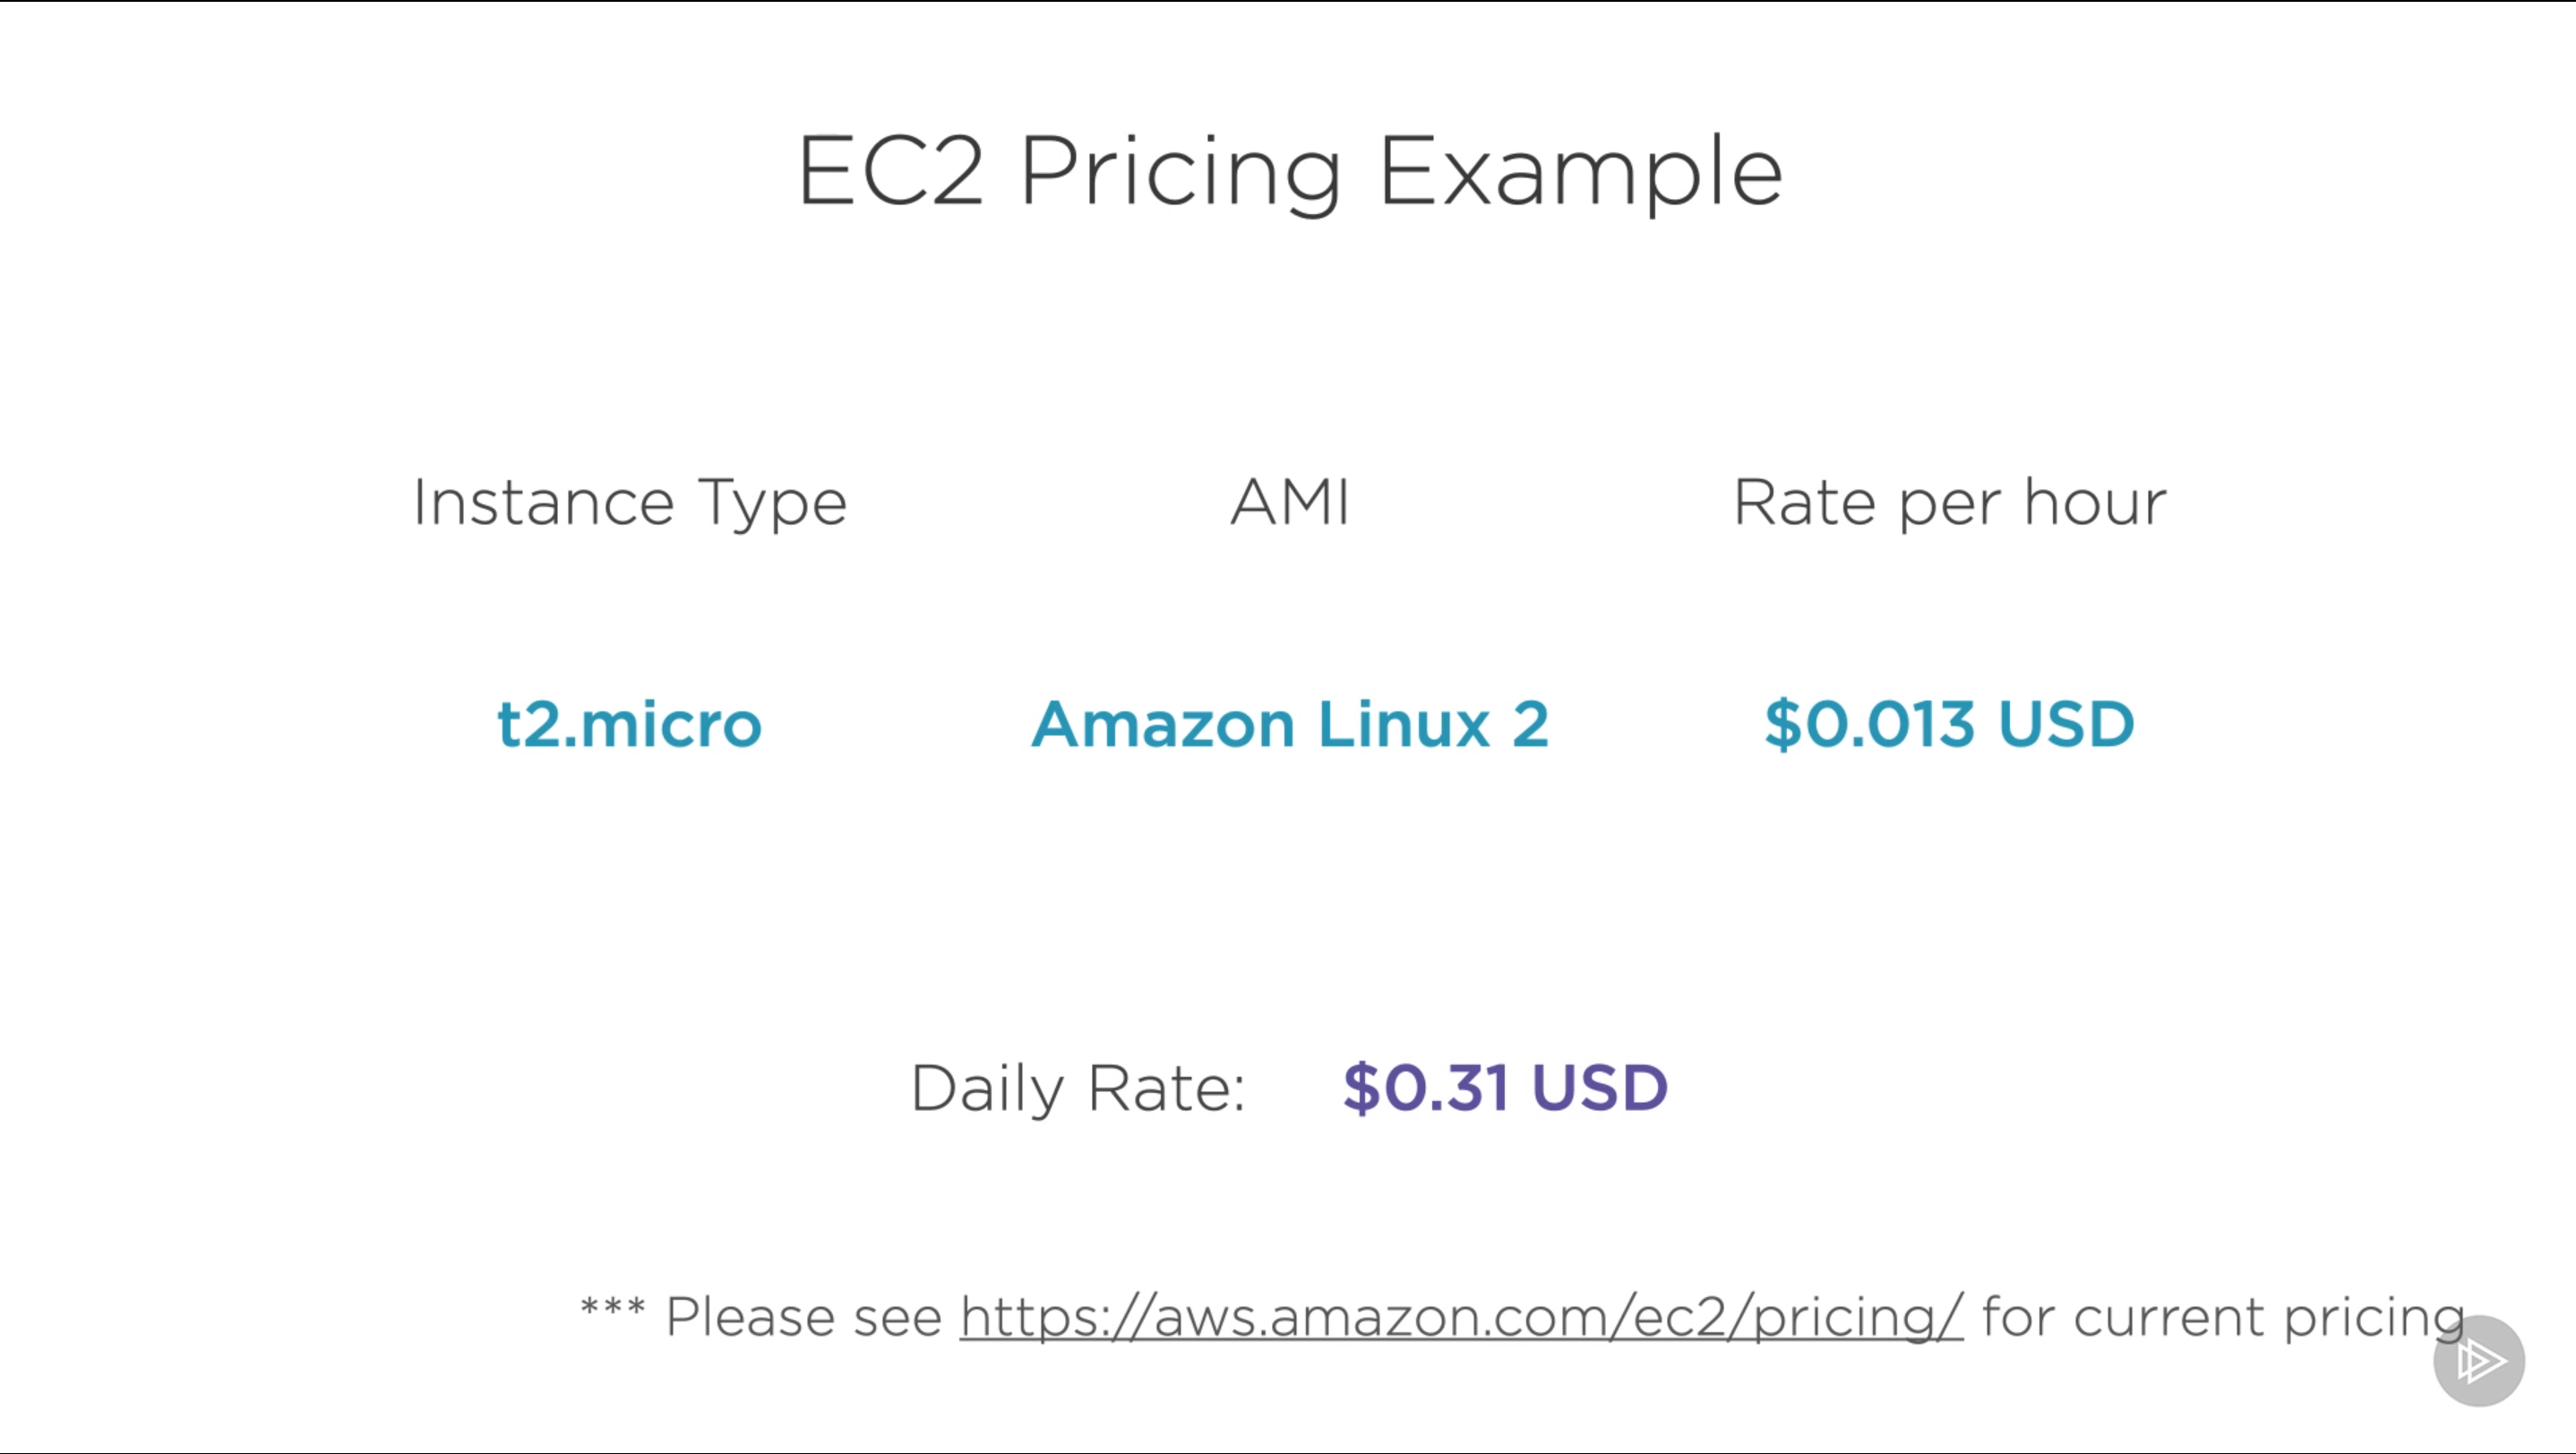 EC2 Pricing Example
Instance Type AMI Rate per hour
t2.micro Amazon Linux 2 $0.013 USD
Daily Rate: $0.31 USD
*** Please see https://aws.amazon.com/ec2/pricing/ for current pricing